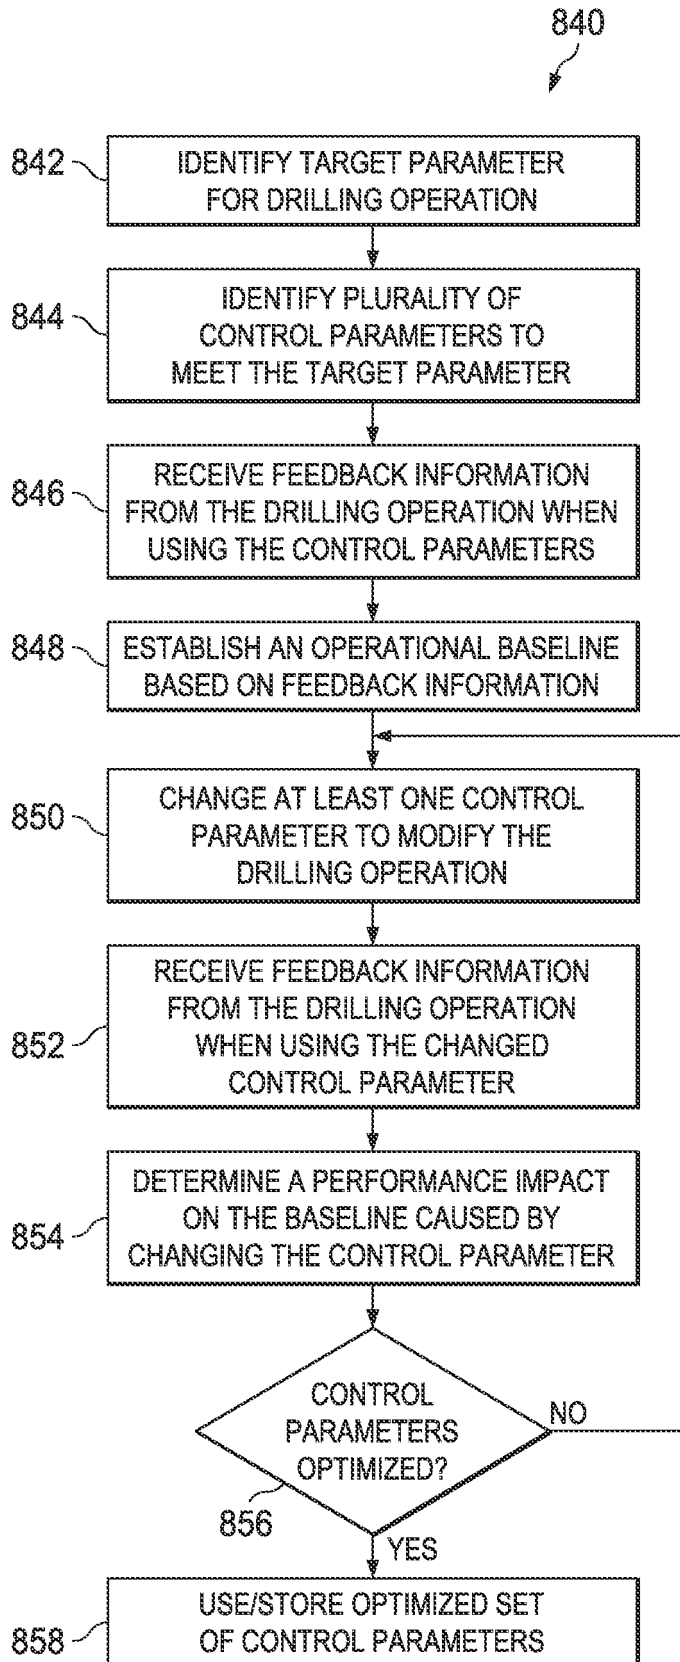 840
842
IDENTIFY TARGET PARAMETER
FOR DRILLING OPERATION
844
IDENTIFY PLURALITY OF
CONTROL PARAMETERS TO
MEET THE TARGET PARAMETER
846
RECEIVE FEEDBACK INFORMATION
FROM THE DRILLING OPERATION WHEN
USING THE CONTROL PARAMETERS
848
ESTABLISH AN OPERATIONAL BASELINE
BASED ON FEEDBACK INFORMATION
850
CHANGE AT LEAST ONE CONTROL
PARAMETER TO MODIFY THE
DRILLING OPERATION
852
RECEIVE FEEDBACK INFORMATION
FROM THE DRILLING OPERATION
WHEN USING THE CHANGED
CONTROL PARAMETER
854
DETERMINE A PERFORMANCE IMPACT
ON THE BASELINE CAUSED BY
CHANGING THE CONTROL PARAMETER
CONTROL
PARAMETERS
OPTIMIZED?
NO
856
YES
858
USE/STORE OPTIMIZED SET
OF CONTROL PARAMETERS